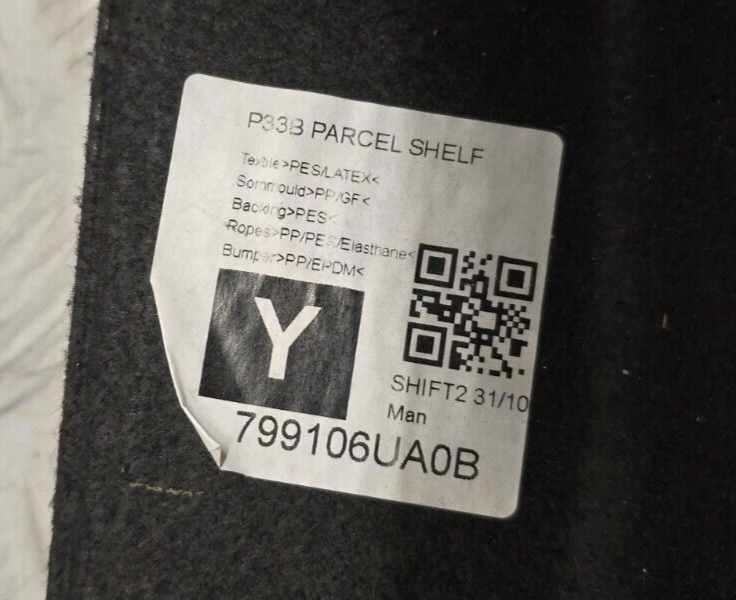 P33B PARCEL SHELF
Textile>PES/LATEX<
Sommould>PP/GF<
Backing>PES<
Ropes>PP/PES/Elasthane<
Bumper>PP/EPDM<
Y
SHIFT2 31/10
Man
799106UA0B